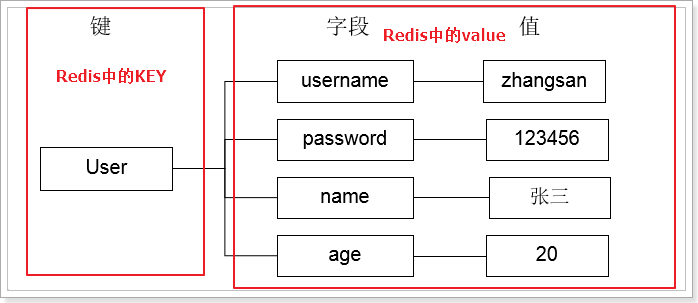 键 字段 值
Redis中的value
Redis中的KEY
username zhangsan
password 123456
User
name 张三
age 20